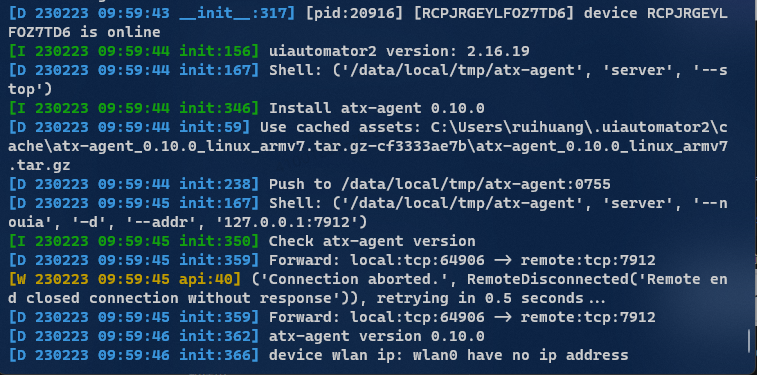 [D 230223 09:59:43 __init__:317] [pid:20916] [RCPJRGEYLFOZ7TD6] device RCPJRGEYL
FOZ7TD6 is online
[I 230223 09:59:44 init:156] uiautomator2 version: 2.16.19
[D 230223 09:59:44 init:167] Shell: ('/data/local/tmp/atx-agent', 'server', '--s
top')
[I 230223 09:59:44 init:346] Install atx-agent 0.10.0
[D 230223 09:59:44 init:59] Use cached assets: C:\Users\ruihuang\.uiautomator2\c
ache\atx-agent_0.10.0_linux_armv7.tar.gz-cf3333ae7b\atx-agent_0.10.0_linux_armv7
.tar.gz
[D 230223 09:59:44 init:238] Push to /data/local/tmp/atx-agent:0755
[D 230223 09:59:45 init:167] Shell: ('/data/local/tmp/atx-agent', 'server', '--n
ouia', '-d', '--addr', '127.0.0.1:7912')
[I 230223 09:59:45 init:350] Check atx-agent version
[D 230223 09:59:45 init:359] Forward: local:tcp:64906 -> remote:tcp:7912
[W 230223 09:59:45 api:40] ('Connection aborted.', RemoteDisconnected('Remote en
d closed connection without response')), retrying in 0.5 seconds...
[D 230223 09:59:45 init:359] Forward: local:tcp:64906 -> remote:tcp:7912
[D 230223 09:59:46 init:362] atx-agent version 0.10.0
[D 230223 09:59:46 init:366] device wlan ip: wlan0 have no ip address